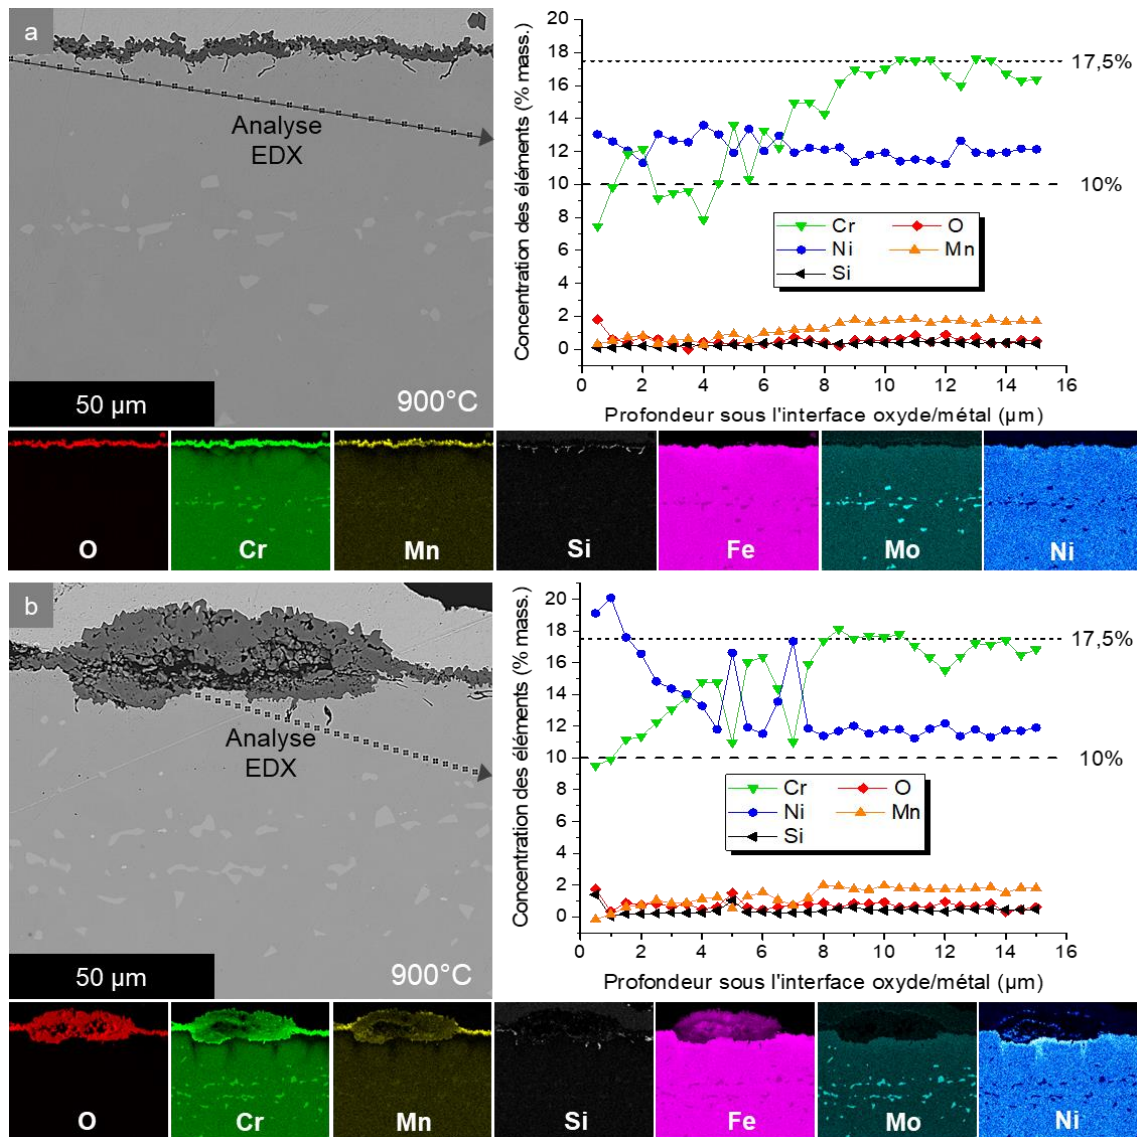 a
Analyse
EDX
50 µm
900°C
Concentration des éléments (% mass.)
20
18
16
14
12
10
8
6
4
2
0
17,5%
10%
Cr
O
Ni
Mn
Si
0
2
4
6
8
10
12
14
16
Profondeur sous l'interface oxyde/métal (µm)
O
Cr
Mn
Si
Fe
Mo
Ni
b
Analyse
EDX
50 µm
900°C
Concentration des éléments (% mass.)
20
18
16
14
12
10
8
6
4
2
0
17,5%
10%
Cr
O
Ni
Mn
Si
0
2
4
6
8
10
12
14
16
Profondeur sous l'interface oxyde/métal (µm)
O
Cr
Mn
Si
Fe
Mo
Ni